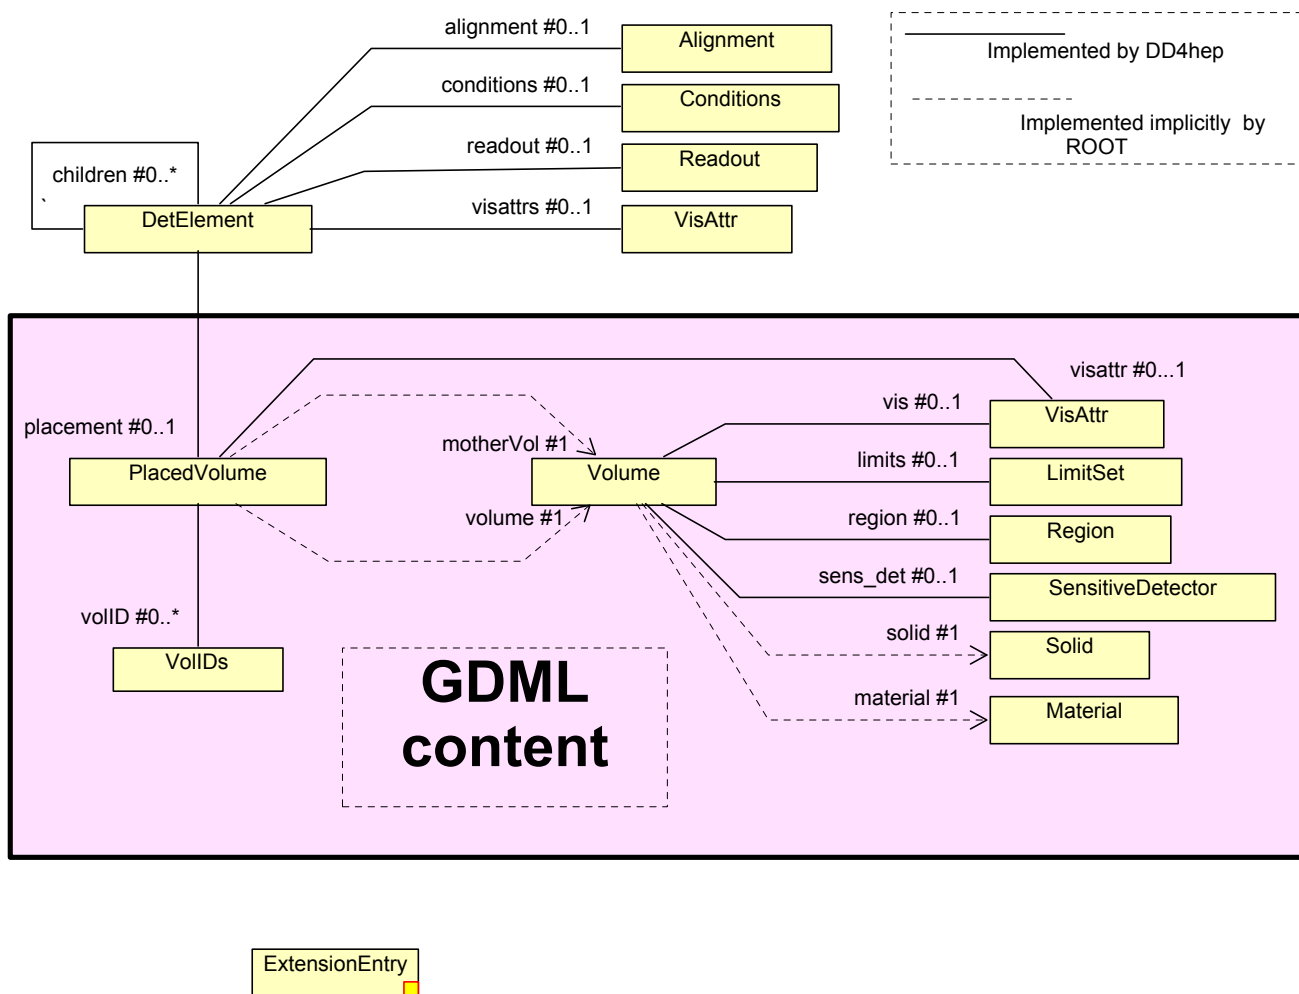 alignment #0..1
Alignment
Implemented by DD4hep
conditions #0..1
Conditions
Implemented implicitly by
ROOT
readout #0..1
Readout
children #0..*
`
visattrs #0..1
DetElement
VisAttr
visattr #0...1
vis #0..1
VisAttr
placement #0..1
motherVol #1
limits #0..1
PlacedVolume
Volume
LimitSet
volume #1
region #0..1
Region
sens_det #0..1
SensitiveDetector
volID #0..*
solid #1
Solid
VolIDs
GDML
content
material #1
Material
ExtensionEntry